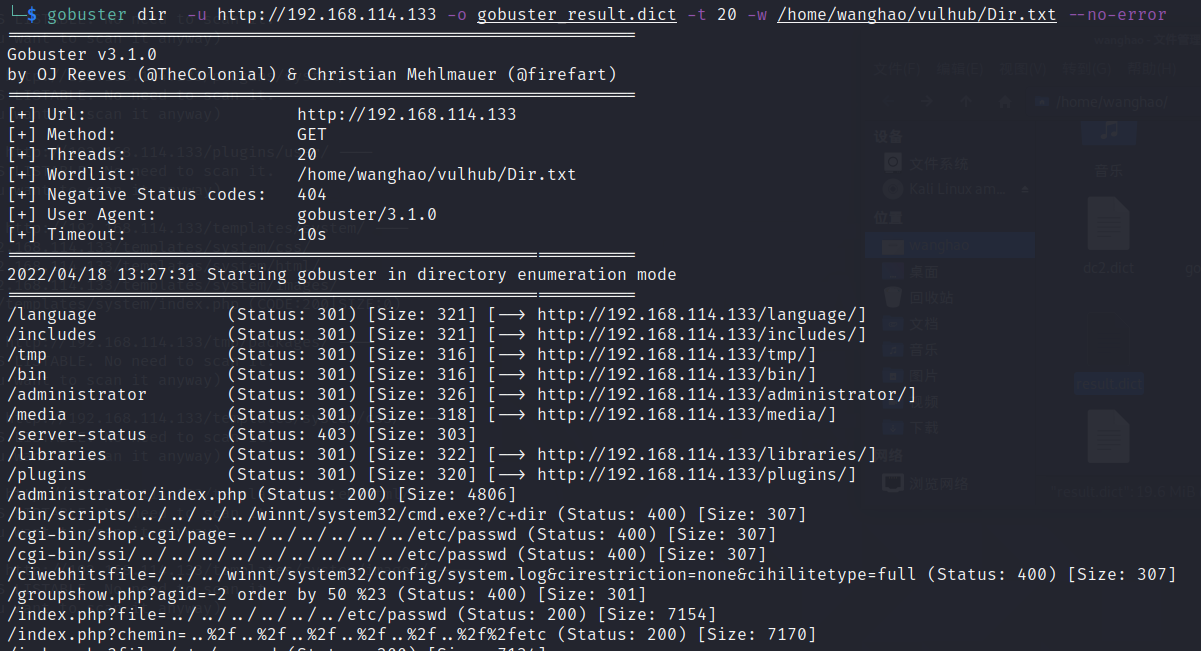 └─$ gobuster dir  -u http://192.168.114.133 -o gobuster_result.dict -t 20 -w /home/wanghao/vulhub/Dir.txt --no-error
===============================================================
Gobuster v3.1.0
by OJ Reeves (@TheColonial) & Christian Mehlmauer (@firefart)
===============================================================
[+] Url:                     http://192.168.114.133
[+] Method:                  GET
[+] Threads:                 20
[+] Wordlist:                /home/wanghao/vulhub/Dir.txt
[+] Negative Status codes:   404
[+] User Agent:              gobuster/3.1.0
[+] Timeout:                 10s
===============================================================
2022/04/18 13:27:31 Starting gobuster in directory enumeration mode
===============================================================
/language             (Status: 301) [Size: 321] [--> http://192.168.114.133/language/]
/includes             (Status: 301) [Size: 321] [--> http://192.168.114.133/includes/]
/tmp                  (Status: 301) [Size: 316] [--> http://192.168.114.133/tmp/]
/bin                  (Status: 301) [Size: 316] [--> http://192.168.114.133/bin/]
/administrator        (Status: 301) [Size: 326] [--> http://192.168.114.133/administrator/]
/media                (Status: 301) [Size: 318] [--> http://192.168.114.133/media/]
/server-status        (Status: 403) [Size: 303]
/libraries            (Status: 301) [Size: 322] [--> http://192.168.114.133/libraries/]
/plugins              (Status: 301) [Size: 320] [--> http://192.168.114.133/plugins/]
/administrator/index.php (Status: 200) [Size: 4806]
/bin/scripts/../../../../winnt/system32/cmd.exe?/c+dir (Status: 400) [Size: 307]
/cgi-bin/shop.cgi/page=../../../../../../etc/passwd (Status: 400) [Size: 307]
/cgi-bin/ssi/../../../../../../../../../etc/passwd (Status: 400) [Size: 307]
/ciwebhitsfile=/../../winnt/system32/config/system.log&cirestriction=none&cihilitetype=full (Status: 400) [Size: 307]
/groupshow.php?agid=-2 order by 50 %23 (Status: 400) [Size: 301]
/index.php?file=../../../../../etc/passwd (Status: 200) [Size: 7154]
/index.php?chemin=..%2f..%2f..%2f..%2f..%2f..%2f%2fetc (Status: 200) [Size: 7170]